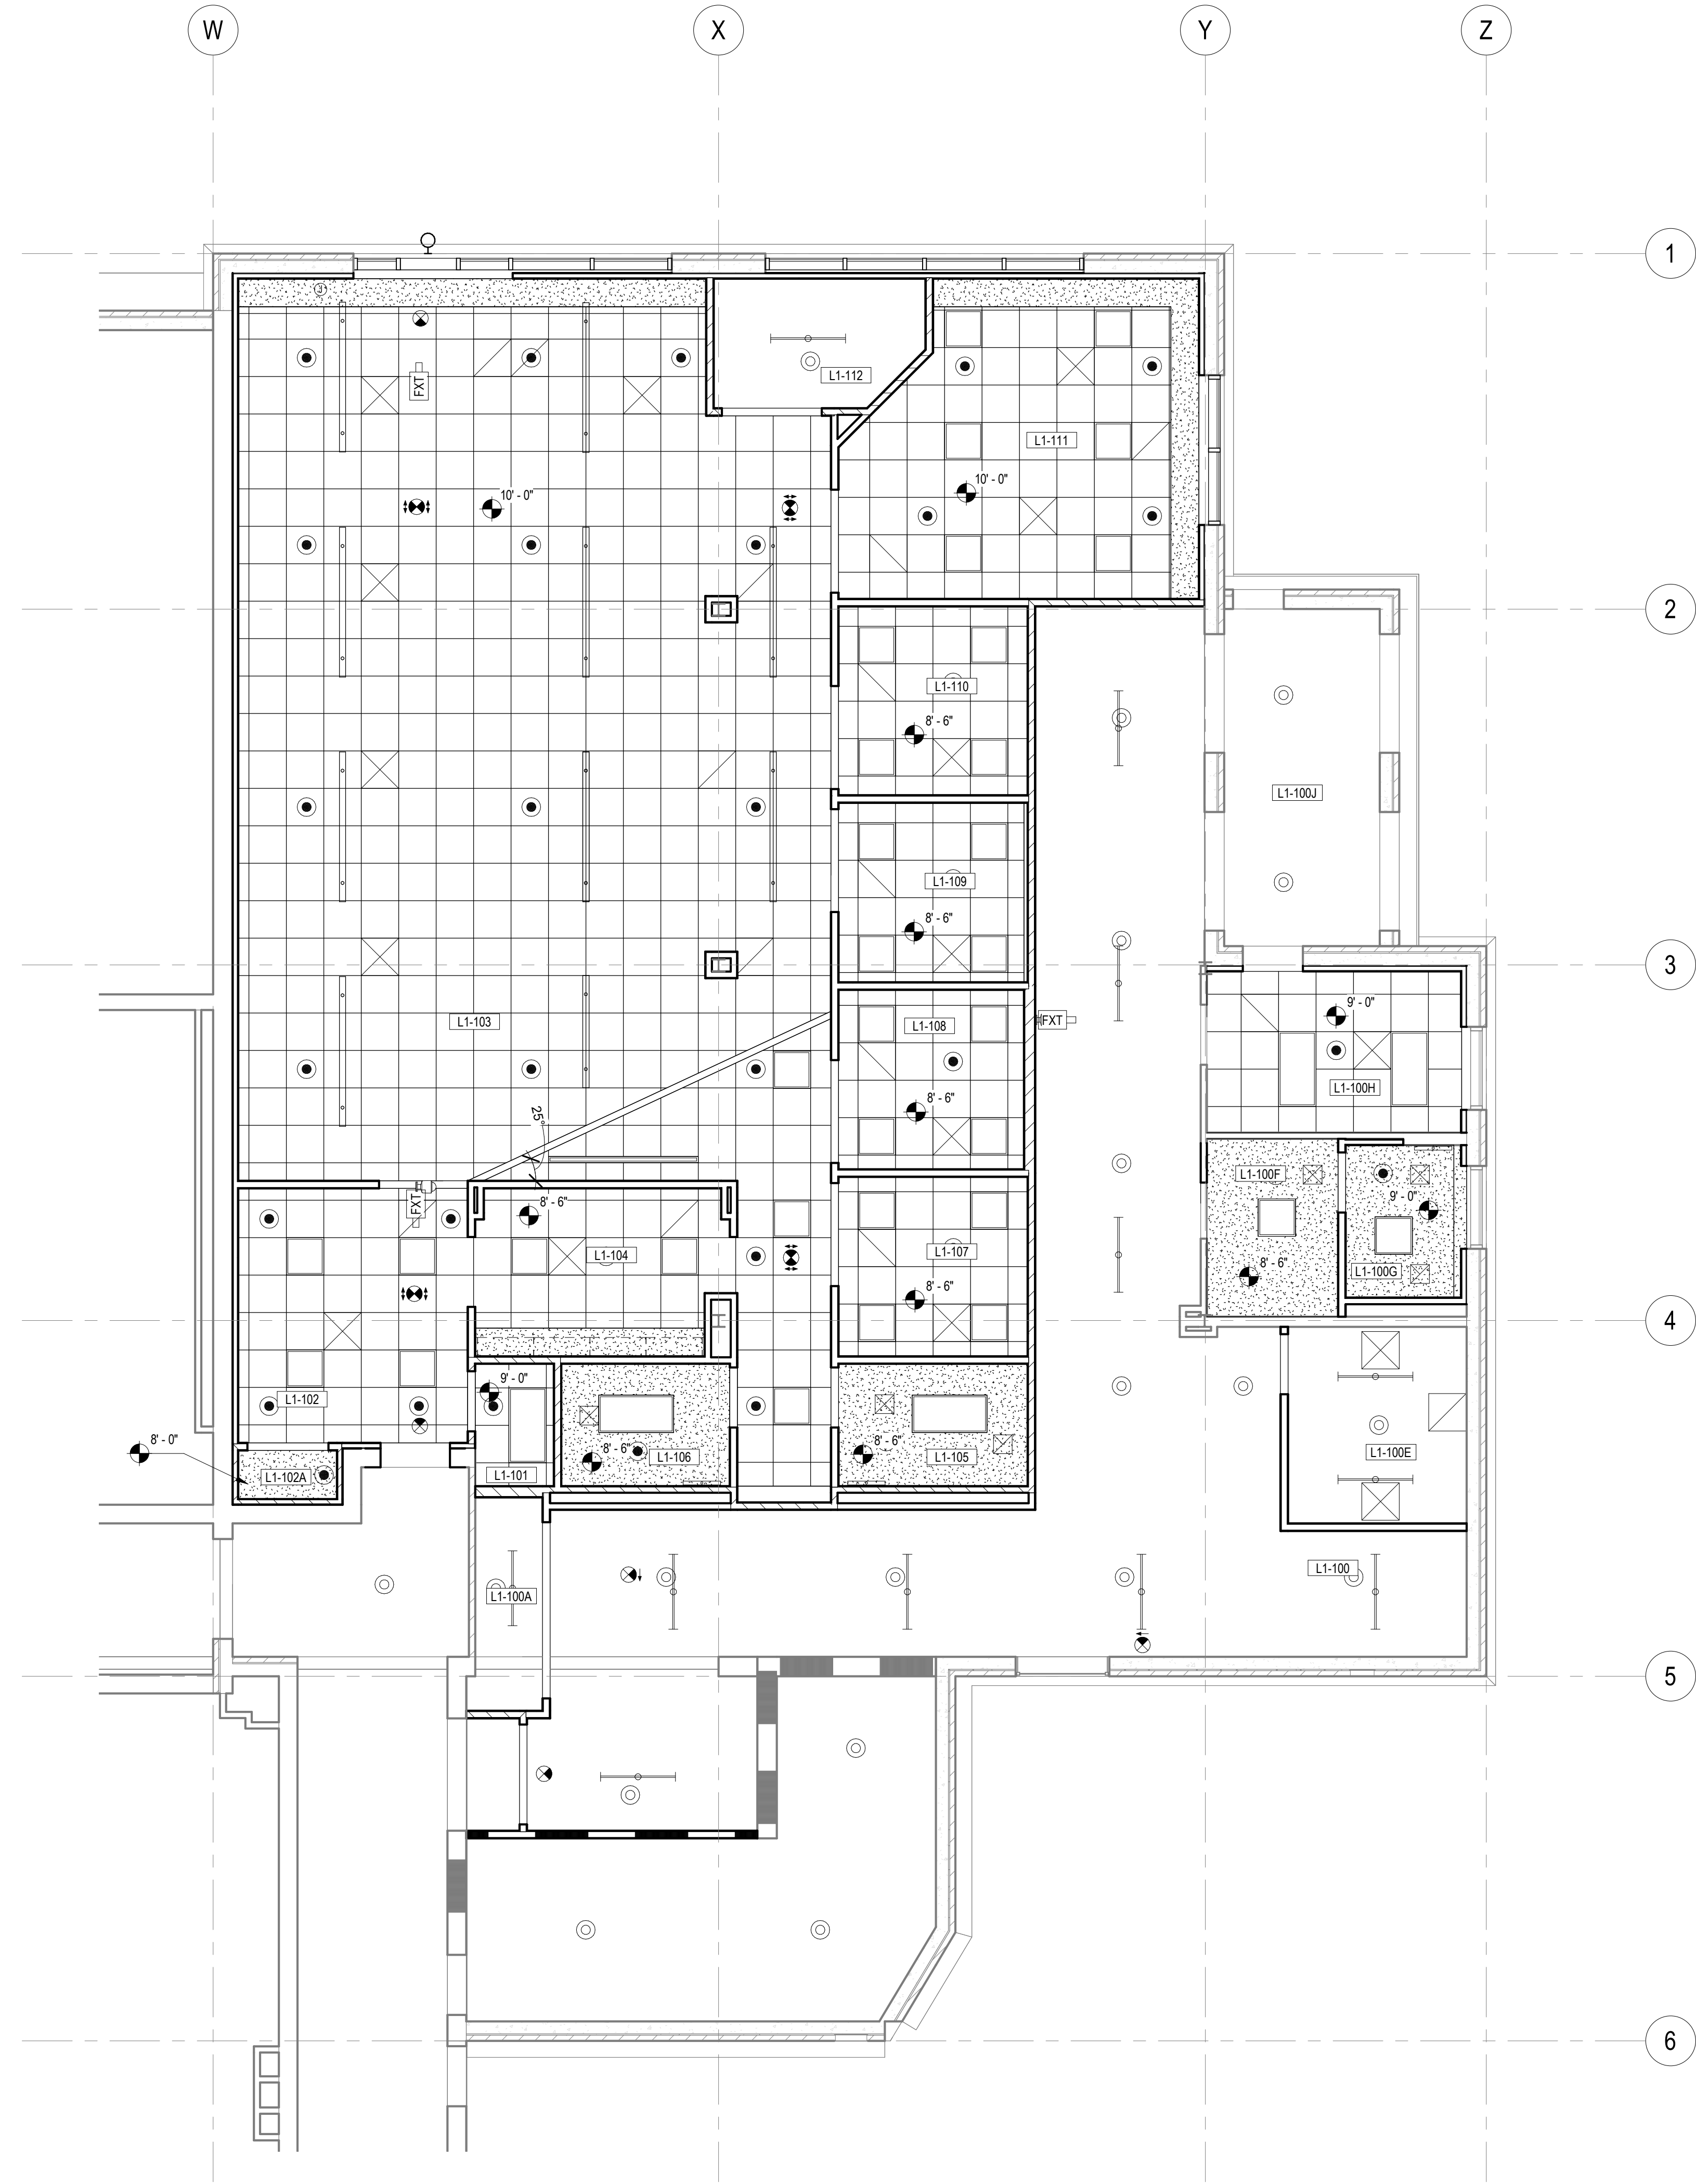 W
X
Y
Z
1
J
FXT
L1-112
L1-111
10' - 0"
10' - 0"
2
L1-110
8' - 6"
L1-100J
L1-109
8' - 6"
3
9' - 0"
L1-103
L1-108
FXT
L1-100H
8' - 6"
25°
L1-100F
9' - 0"
FXT
8' - 6"
L1-104
L1-107
8' - 6"
L1-100G
8' - 6"
4
9' - 0"
L1-102
8' - 0"
8' - 6"
L1-106
8' - 6"
L1-105
L1-100E
L1-102A
L1-101
L1-100
L1-100A
5
6